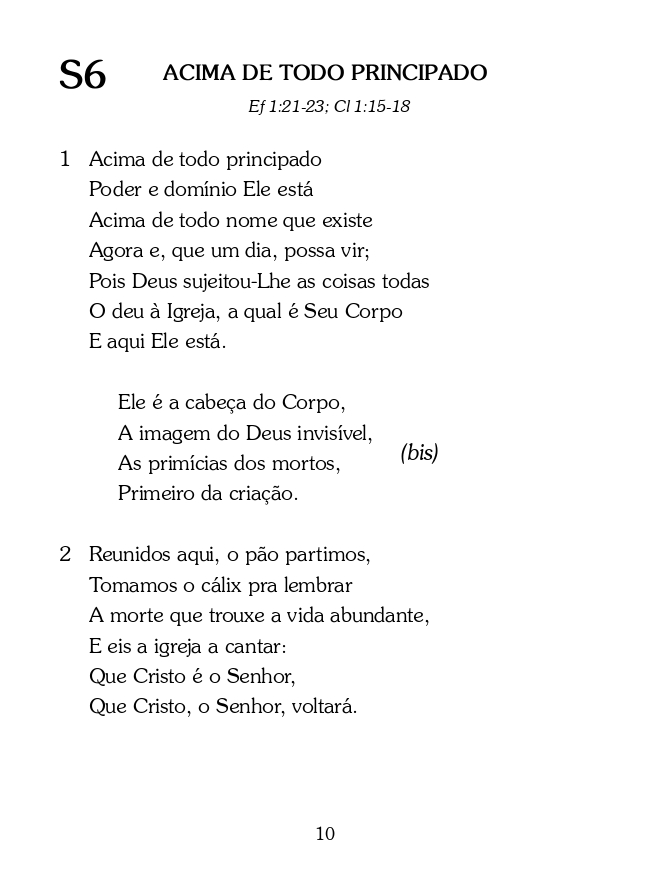 S6 ACIMA DE TODO PRINCIPADO
Ef 1:21-23; Cl 1:15-18
1 Acima de todo principado
Poder e domínio Ele está
Acima de todo nome que existe
Agora e, que um dia, possa vir;
Pois Deus sujeitou-Lhe as coisas todas
O deu à Igreja, a qual é Seu Corpo
E aqui Ele está.
Ele é a cabeça do Corpo,
A imagem do Deus invisível,
(bis)
As primícias dos mortos,
Primeiro da criação.
2 Reunidos aqui, o pão partimos,
Tomamos o cálix pra lembrar
A morte que trouxe a vida abundante,
E eis a igreja a cantar:
Que Cristo é o Senhor,
Que Cristo, o Senhor, voltará.
10